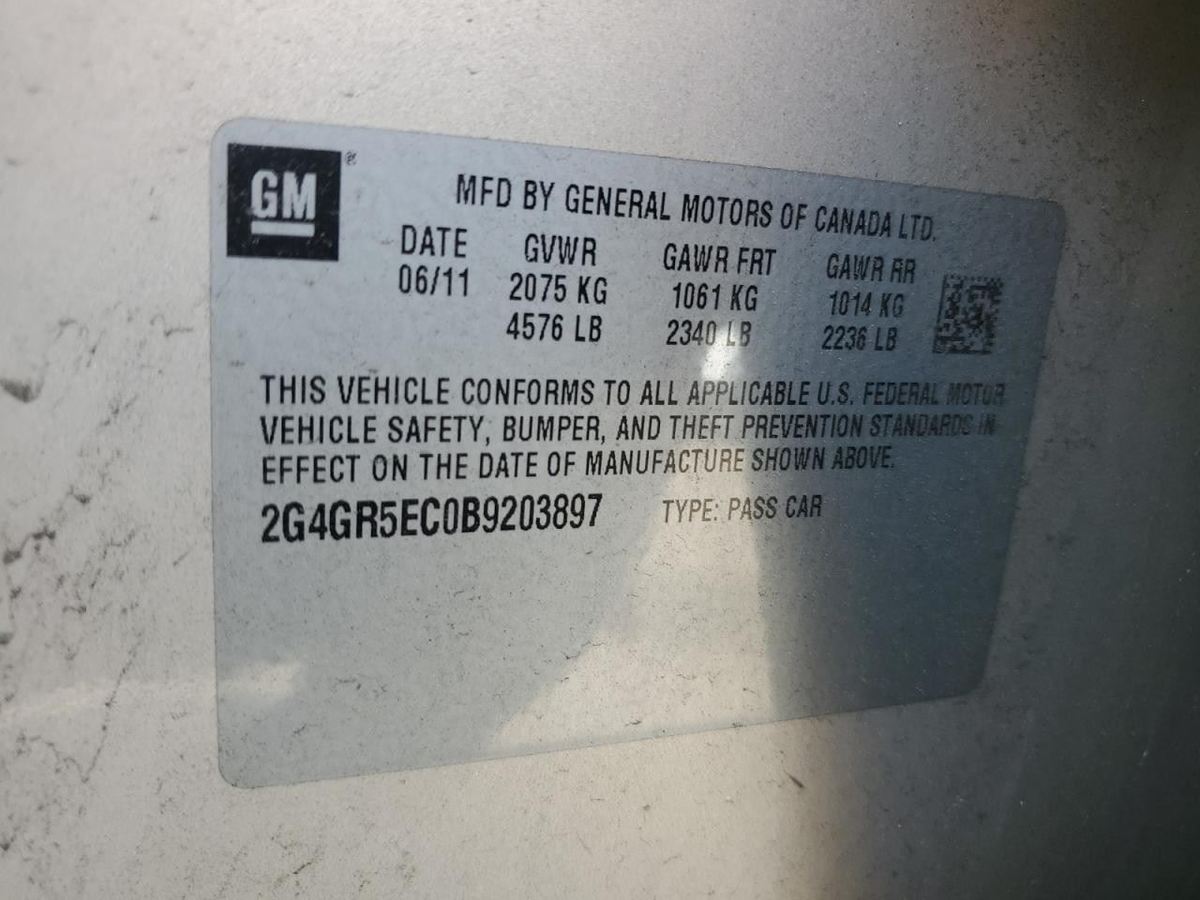 GM ®
MFD BY GENERAL MOTORS OF CANADA LTD.
DATE GVWR GAWR FRT GAWR RR
06/11 2075 KG 1061 KG 1014 KG
4576 LB 2340 LB 2236 LB
THIS VEHICLE CONFORMS TO ALL APPLICABLE U.S. FEDERAL MOTOR
VEHICLE SAFETY, BUMPER, AND THEFT PREVENTION STANDARDS IN
EFFECT ON THE DATE OF MANUFACTURE SHOWN ABOVE.
2G4GR5EC0B9203897 TYPE: PASS CAR